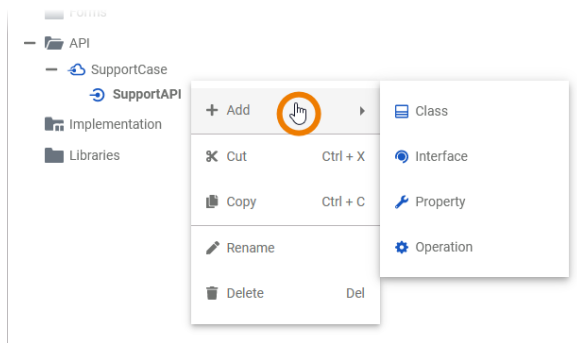 Forms
API
SupportCase
SupportAPI
Implementation
Libraries
Add
Cut Ctrl + X
Copy Ctrl + C
Rename
Delete Del
Class
Interface
Property
Operation